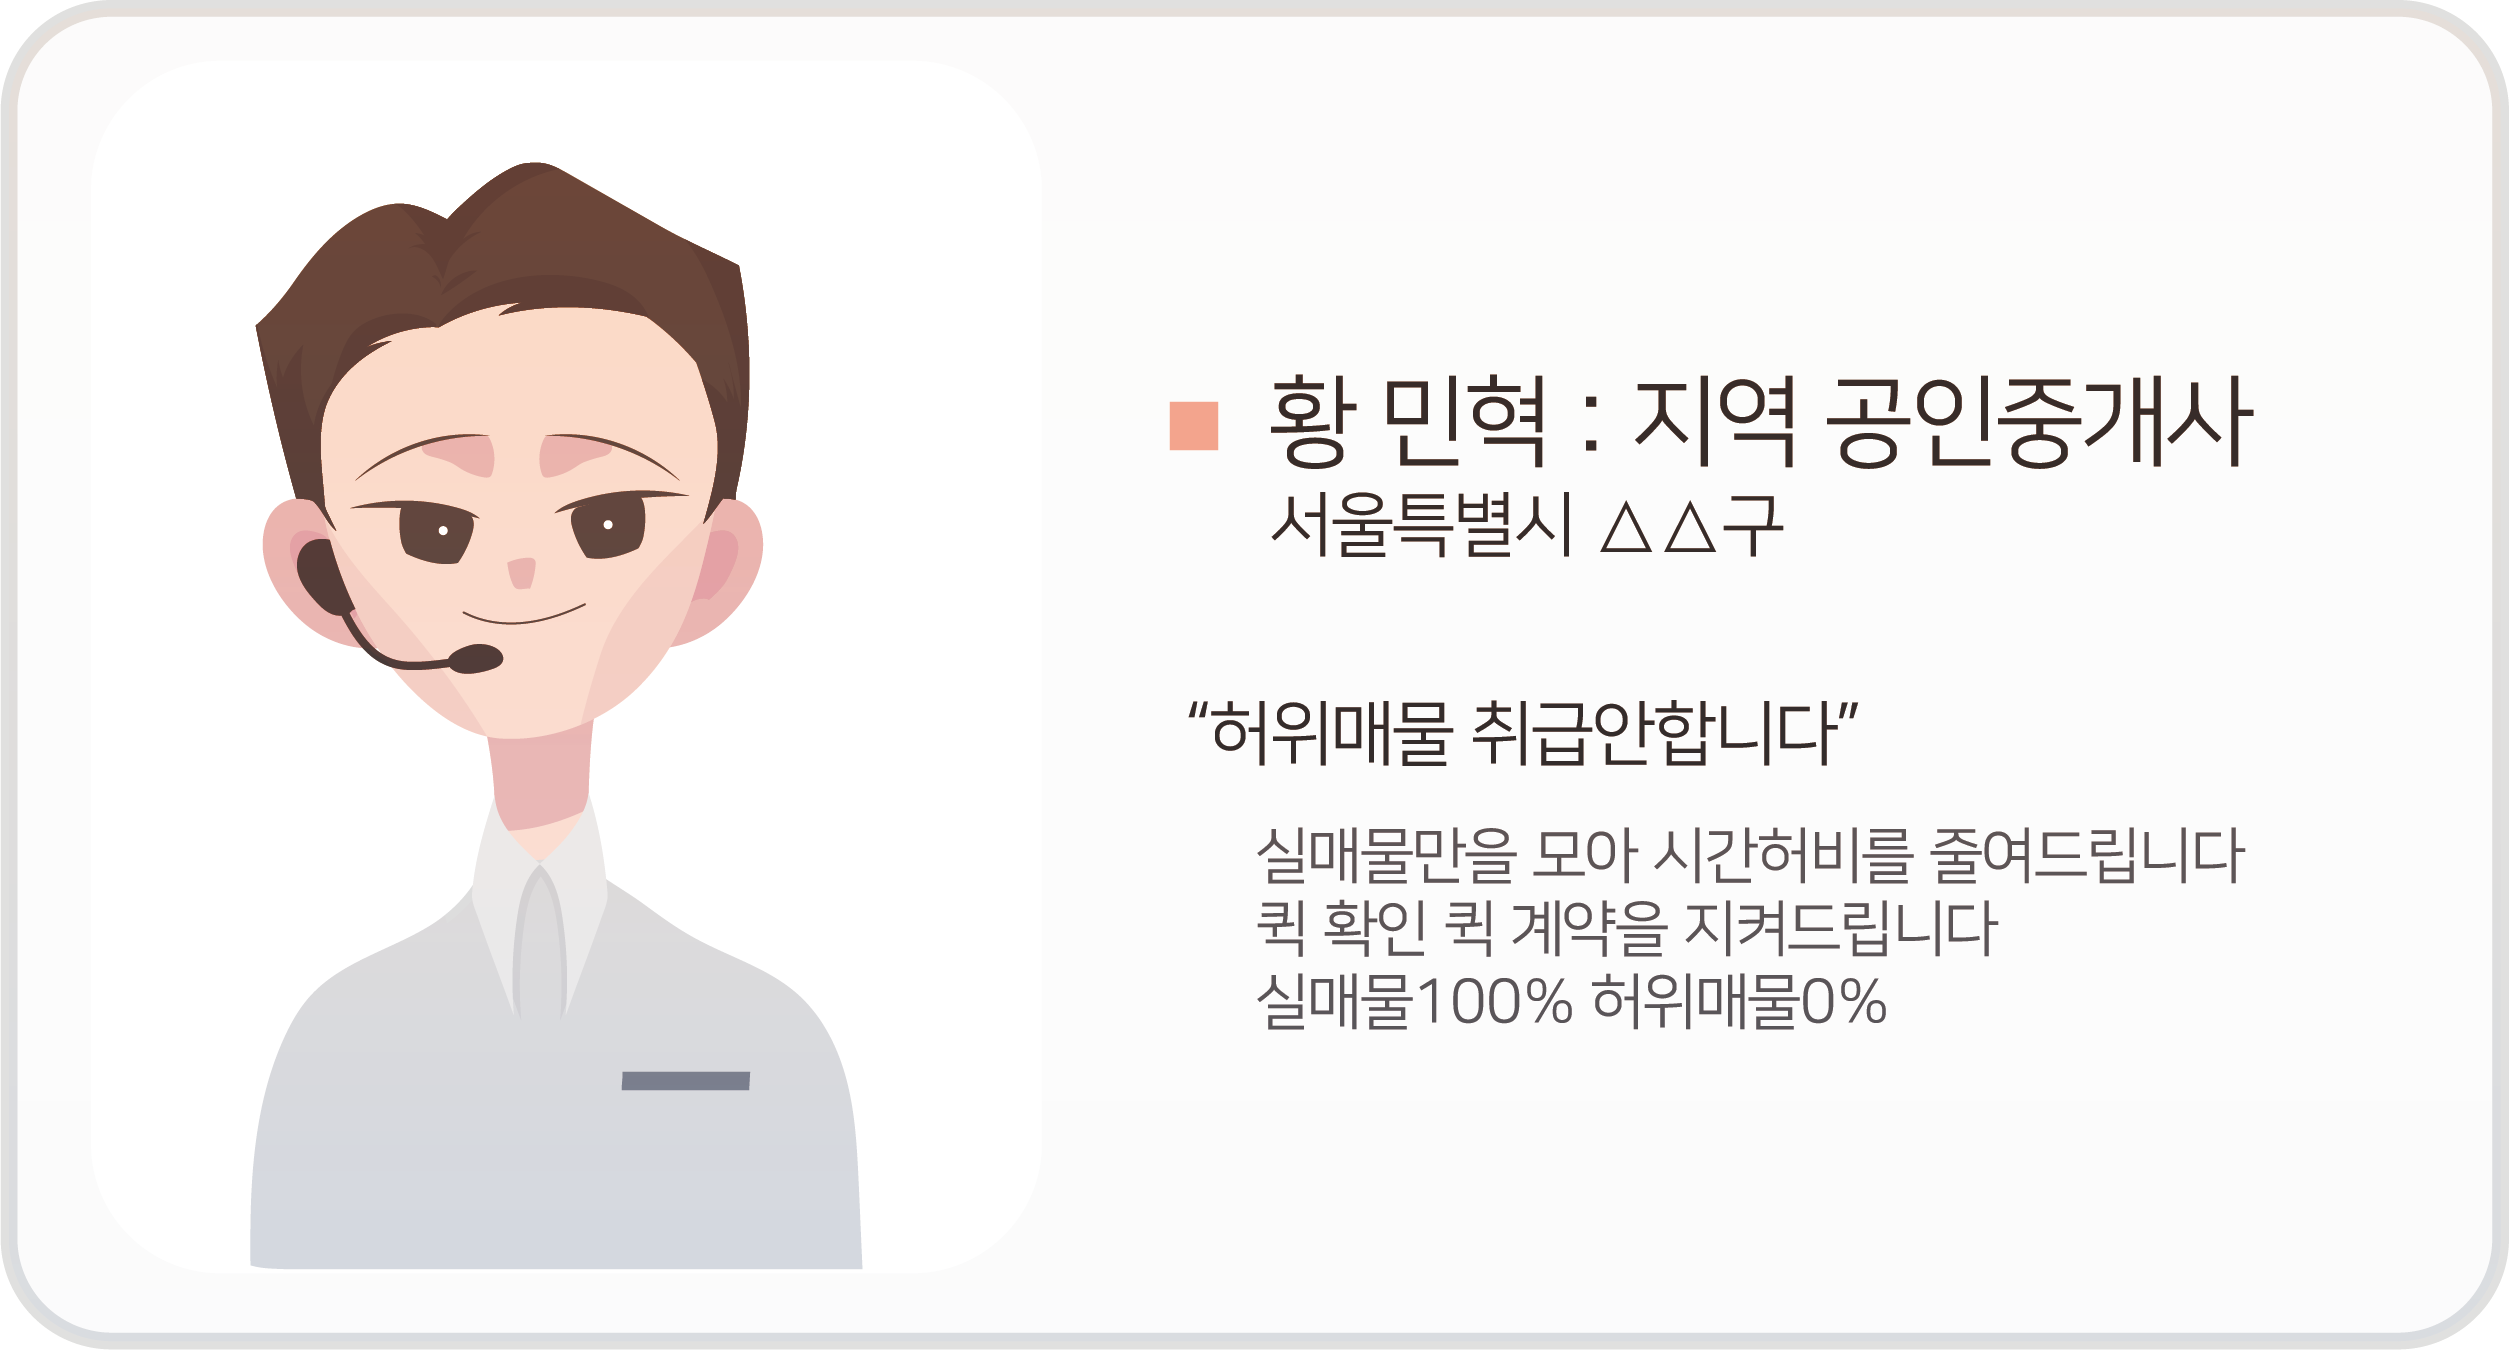 황 민혁 : 지역 공인중개사
서울특별시 △△구
"허위매물 취급안합니다"
실매물만을 모아 시간허비를 줄여드립니다
퀵 확인 퀵 계약을 지켜드립니다
실매물100% 허위매물0%